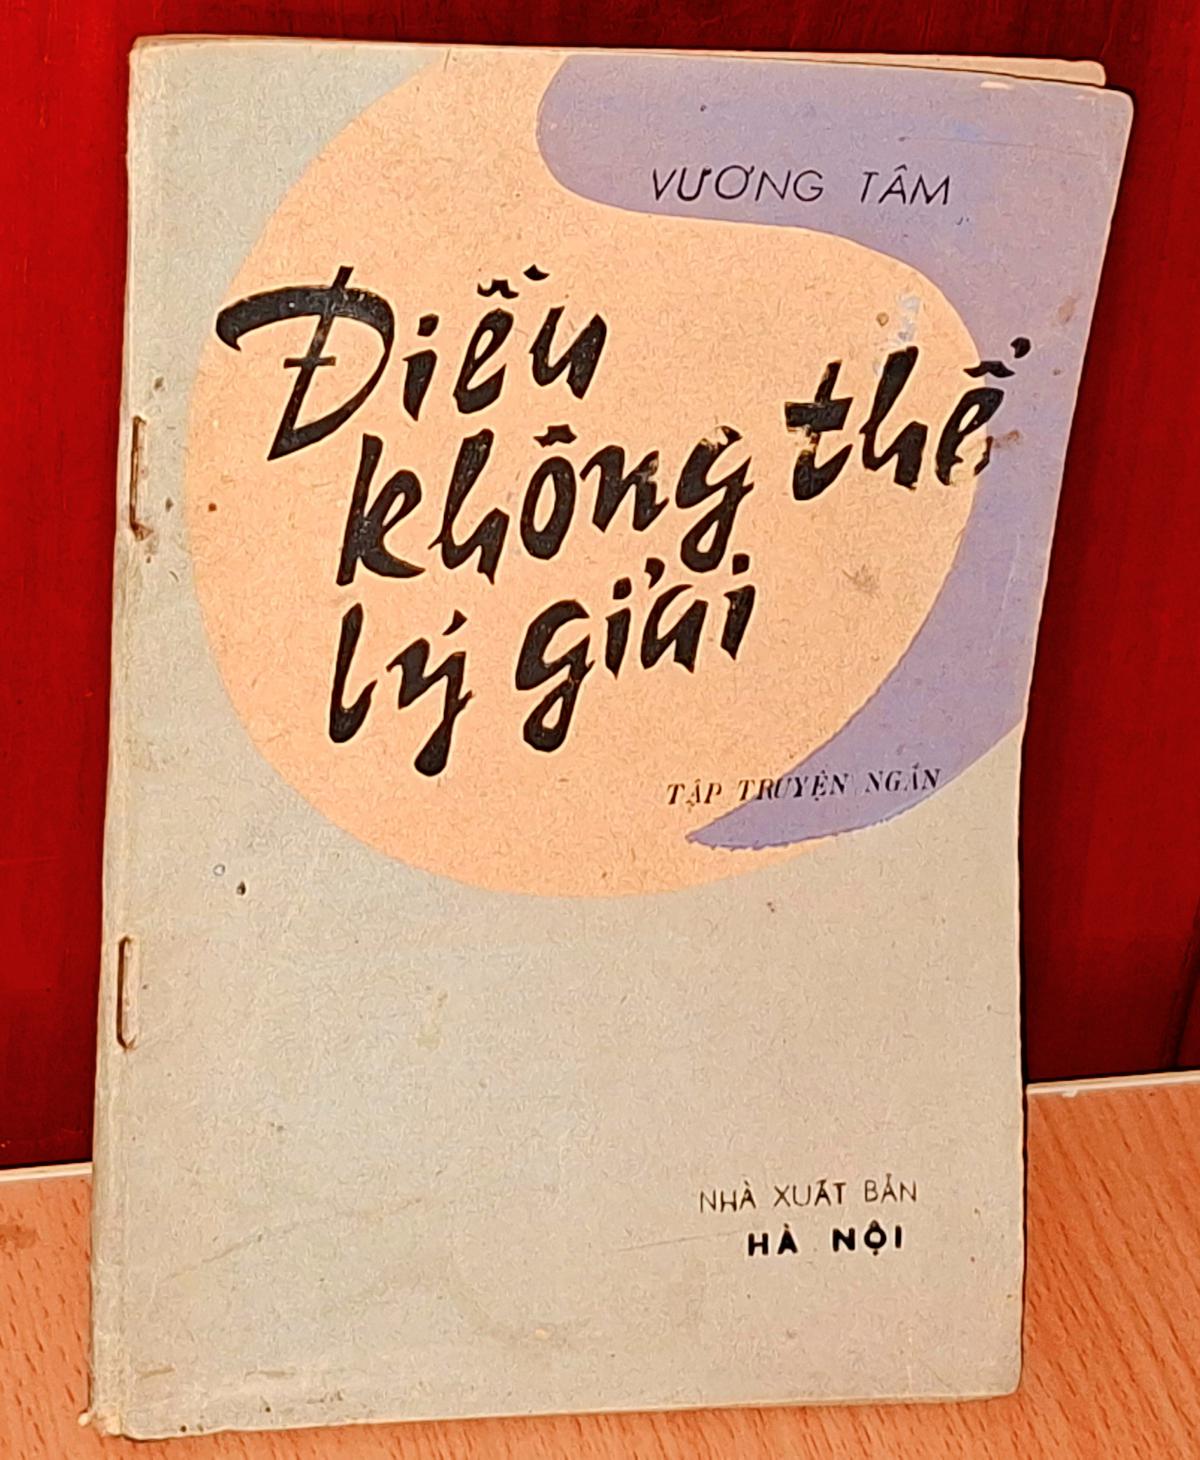 VƯƠNG TÂM
Điều
không thể
lý giải
TẬP TRUYỆN NGẮN
NHÀ XUẤT BẢN
HÀ NỘI